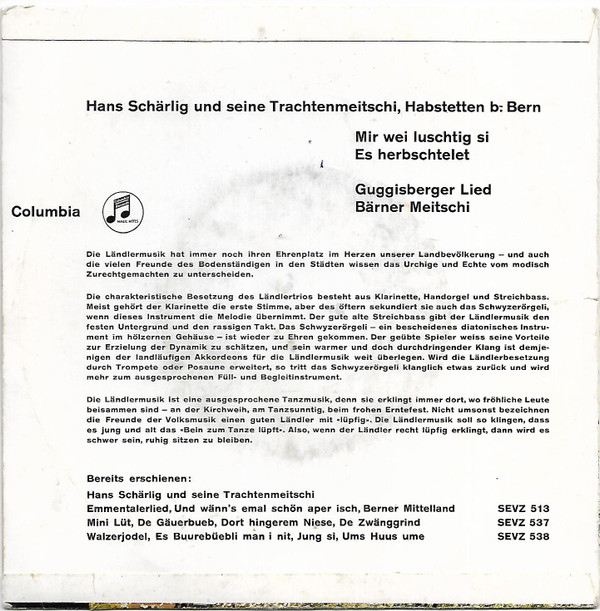 Hans Schärlig und seine Trachtenmeitschi, Habstetten b. Bern
Mir wei luschtig si
Es herbschtelet
Guggisberger Lied
Bärner Meitschi
Columbia
MAGIC NOTES
Die Ländlermusik hat immer noch ihren Ehrenplatz im Herzen unserer Landbevölkerung – und auch
die vielen Freunde des Bodenständigen in den Städten wissen das Urchige und Echte vom modisch
Zurechtgemachten zu unterscheiden.
Die charakteristische Besetzung des Ländlertrios besteht aus Klarinette, Handorgel und Streichbass.
Meist gehört der Klarinette die erste Stimme, aber des öftern sekundiert sie auch das Schwyzerörgeli,
wenn dieses Instrument die Melodie übernimmt. Der gute alte Streichbass gibt der Ländlermusik den
festen Untergrund und den rassigen Takt. Das Schwyzerörgeli – ein bescheidenes diatonisches Instru-
ment im hölzernen Gehäuse – ist wieder zu Ehren gekommen. Der geübte Spieler weiss seine Vorteile
zur Erzielung der Dynamik zu schätzen, und sein warmer und doch durchdringender Klang ist demje-
nigen der landläufigen Akkordeons für die Ländlermusik weit überlegen. Wird die Ländlerbesetzung
durch Trompete oder Posaune erweitert, so tritt das Schwyzerörgeli klanglich etwas zurück und wird
mehr zum ausgesprochenen Füll- und Begleitinstrument.
Die Ländlermusik ist eine ausgesprochene Tanzmusik, denn sie erklingt immer dort, wo fröhliche Leute
beisammen sind – an der Kirchweih, am Tanzsunntig, beim frohen Erntefest. Nicht umsonst bezeichnen
die Freunde der Volksmusik einen guten Ländler mit «lüpfig». Die Ländlermusik soll so klingen, dass
es jung und alt das «Bein zum Tanze lüpft». Also, wenn der Ländler recht lüpfig erklingt, dann wird es
schwer sein, ruhig sitzen zu bleiben.
Bereits erschienen:
Hans Schärlig und seine Trachtenmeitschi
Emmentalerlied, Und wänn's emal schön aper isch, Berner Mittelland SEVZ 513
Mini Lüt, De Gäuerbueb, Dort hingerem Niese, De Zwänggrind SEVZ 537
Walzerjodel, Es Buurebüebli man i nit, Jung si, Ums Huus ume SEVZ 538